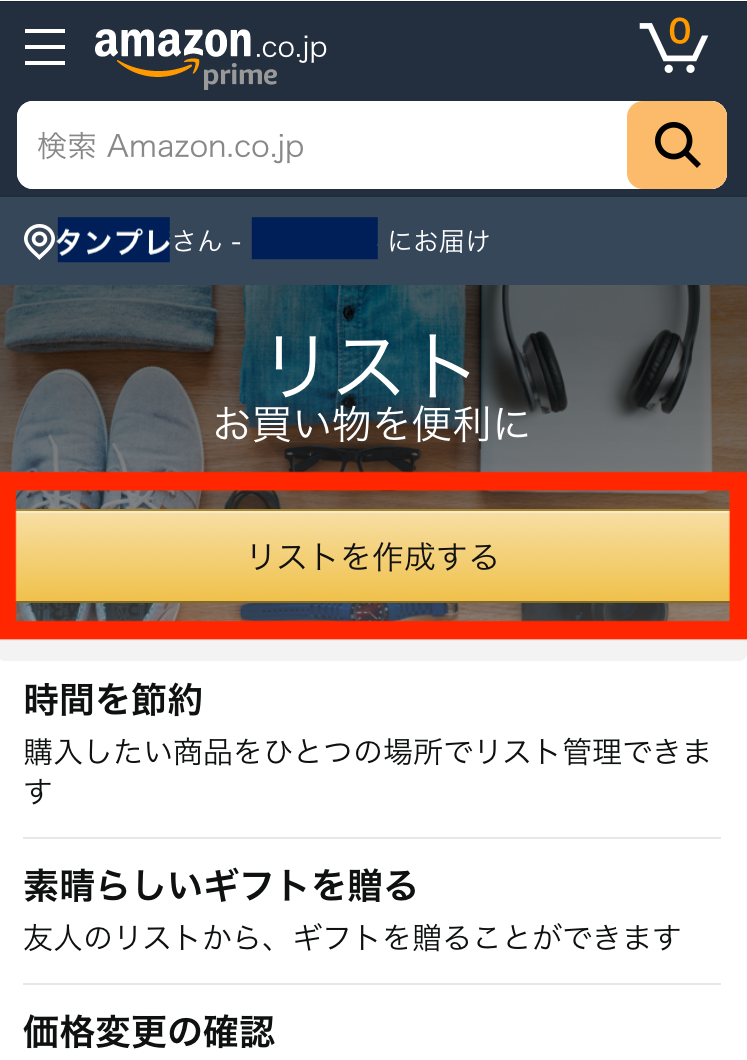 amazon.co.jp
prime
0
検索 Amazon.co.jp
タンプレさん - にお届け
リスト
お買い物を便利に
リストを作成する
時間を節約
購入したい商品をひとつの場所でリスト管理できま
す
素晴らしいギフトを贈る
友人のリストから、ギフトを贈ることができます
価格変更の確認